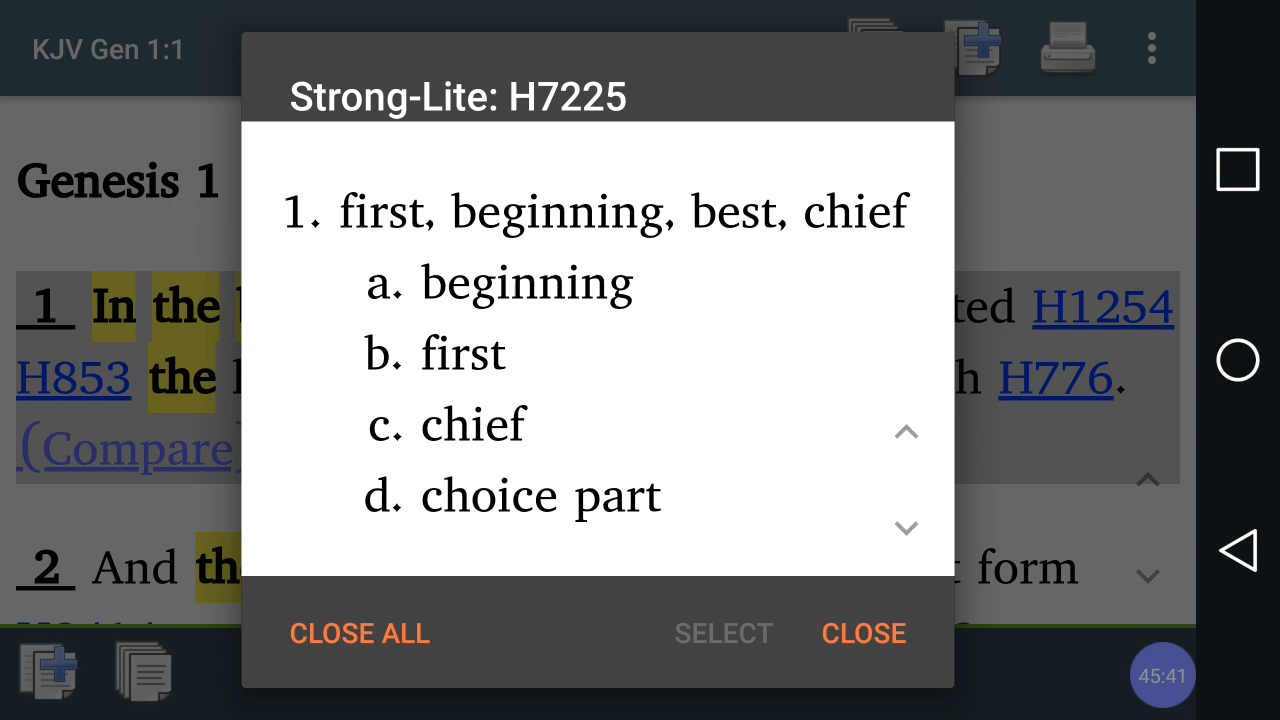 KJV Gen 1:1
Strong-Lite: H7225
Genesis 1
1. first, beginning, best, chief
a. beginning
b. first
c. chief
d. choice part
1 In the ted H1254
H853 the h H776.
(Compare)
2 And the form
CLOSE ALL SELECT CLOSE
45:41